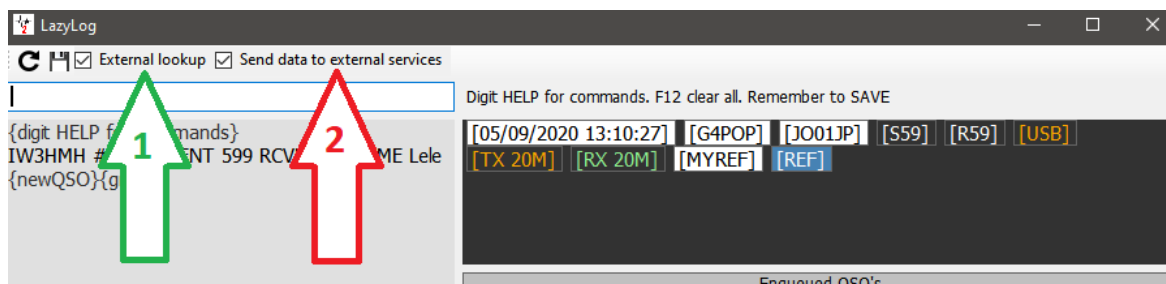 LazyLog
External lookup Send data to external services
Digit HELP for commands. F12 clear all. Remember to SAVE
{digit HELP f mands}
IW3HMH # ENT 599 RCV ME Lele
{newQSO}{g
1
2
[05/09/2020 13:10:27] [G4POP] [JO01JP] [S59] [R59] [USB]
[TX 20M] [RX 20M] [MYREF] [REF]
Enqueued QSO's